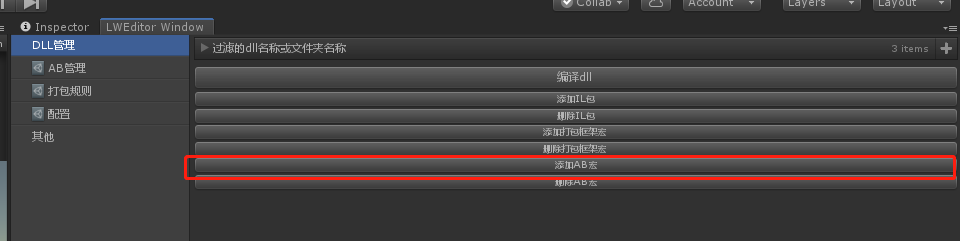 Collab
Account
Layers
Layout
Inspector
LWEditor Window
DLL管理
AB管理
打包规则
配置
其他
过滤的dll名称或文件夹名称
3 items
编译dll
添加IL包
删除IL包
添加打包框架宏
删除打包框架宏
添加AB宏
删除AB宏